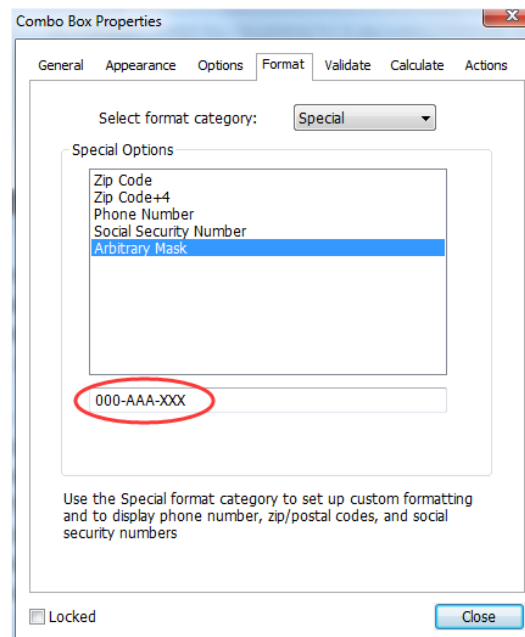 Combo Box Properties
General Appearance Options Format Validate Calculate Actions
Select format category: Special
Special Options
Zip Code
Zip Code+4
Phone Number
Social Security Number
Arbitrary Mask
000-AAA-XXX
Use the Special format category to set up custom formatting
and to display phone number, zip/postal codes, and social
security numbers
Locked Close